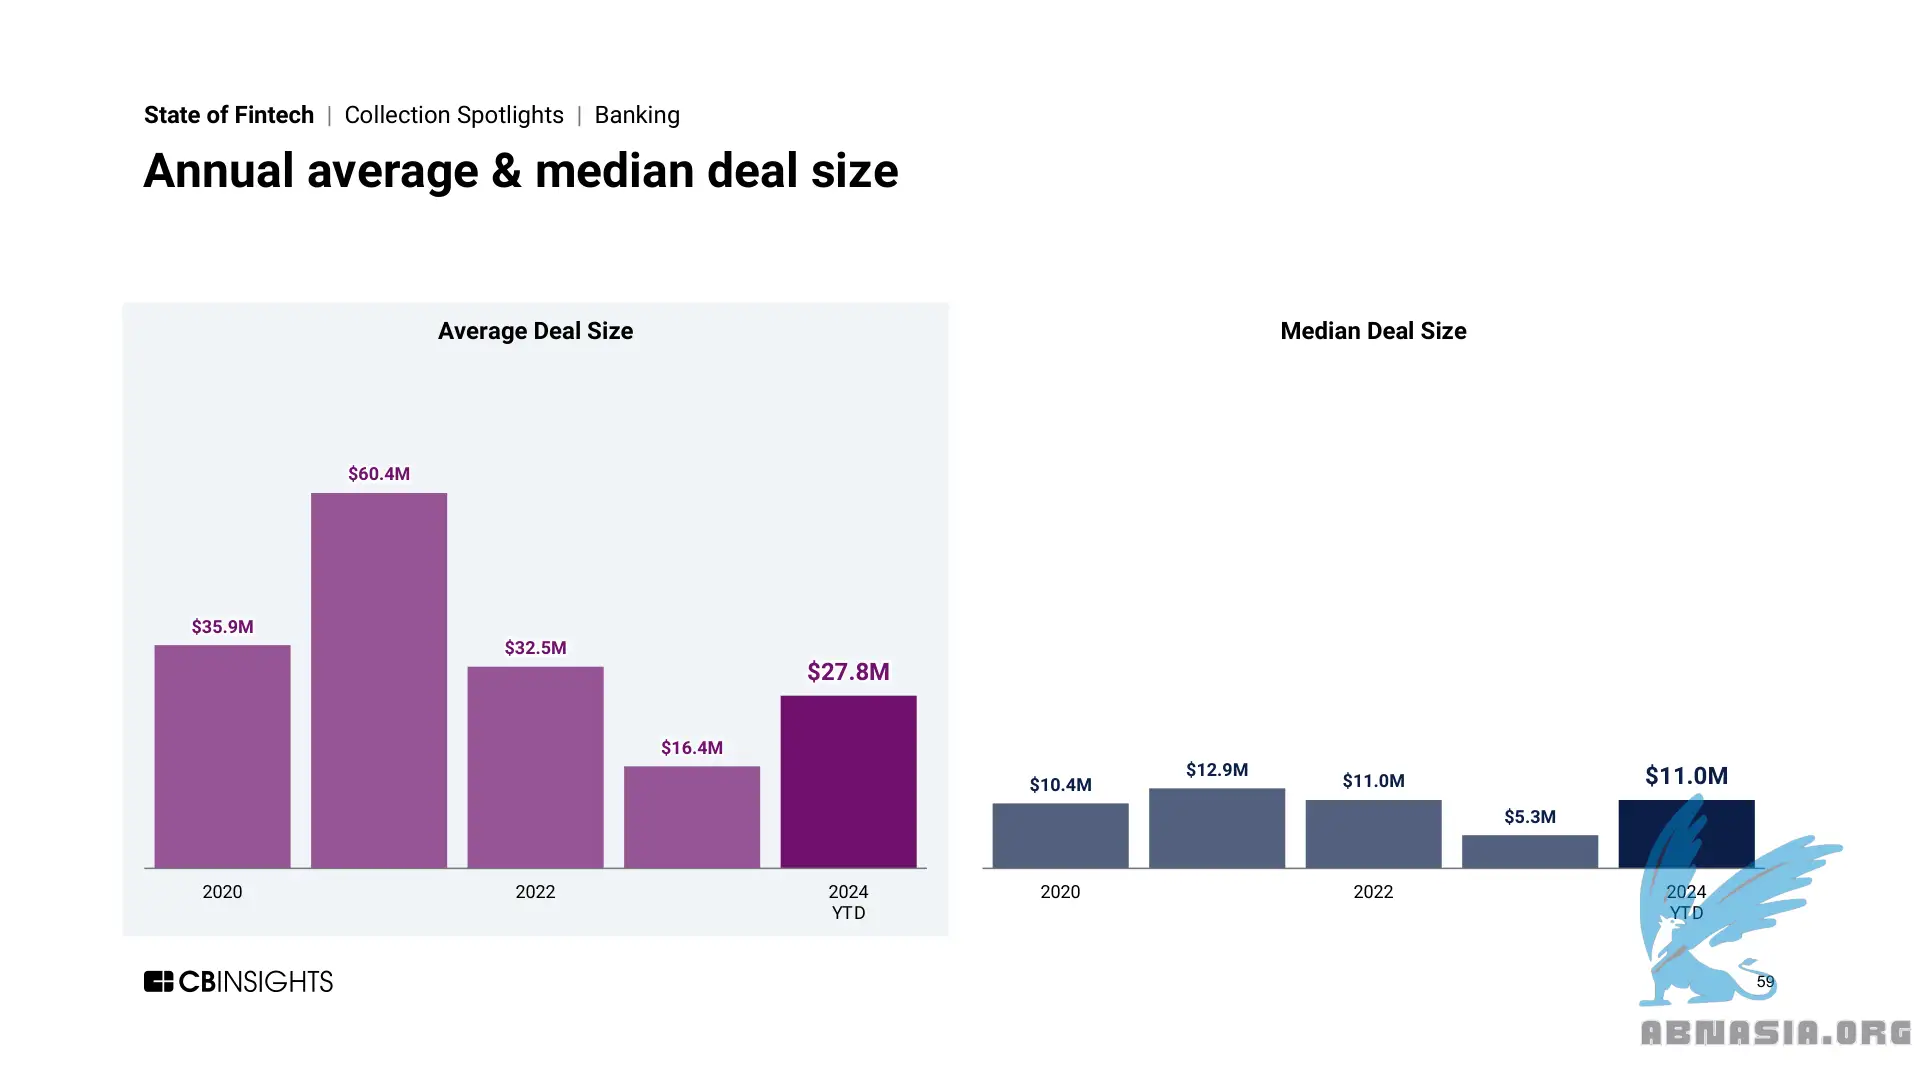 State of Fintech | Collection Spotlights | Banking
Annual average & median deal size
Average Deal Size
$35.9M
$60.4M
$32.5M
$16.4M
$27.8M
2020
2022
2024
YTD
Median Deal Size
$10.4M
$12.9M
$11.0M
$5.3M
$11.0M
2020
2022
2024
YTD
CBINSIGHTS
59
ABNASIA.ORG